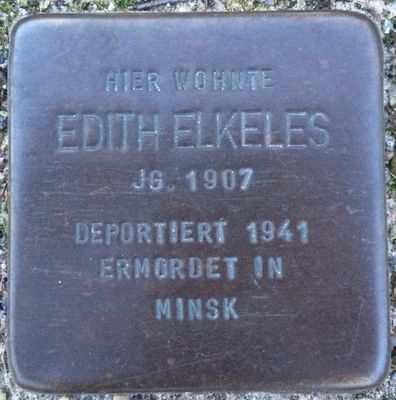 HIER WOHNTE
EDITH ELKELES
JG. 1907
DEPORTIERT 1941
ERMORDET IN
MINSK